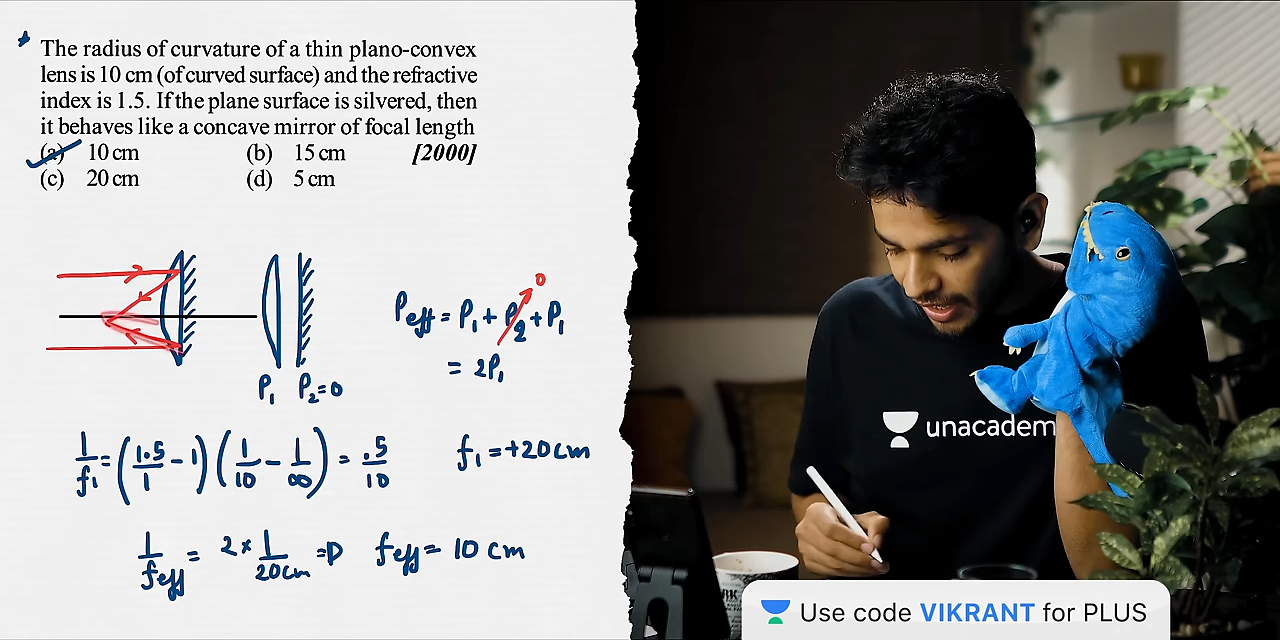 The radius of curvature of a thin plano-convex
lens is 10 cm (of curved surface) and the refractive
index is 1.5. If the plane surface is silvered, then
it behaves like a concave mirror of focal length
(a) 10 cm (b) 15 cm [2000]
(c) 20 cm (d) 5 cm
P₁ P₂=0
Peff = P₁ + P₂ + P₁
0
= 2P₁
1/f₁ = (1.5/1 - 1)(1/10 - 1/∞) = .5/10
f₁ = +20cm
1/feff = 2 × 1/20cm ⇒ feff = 10 cm
unacadem
Use code VIKRANT for PLUS